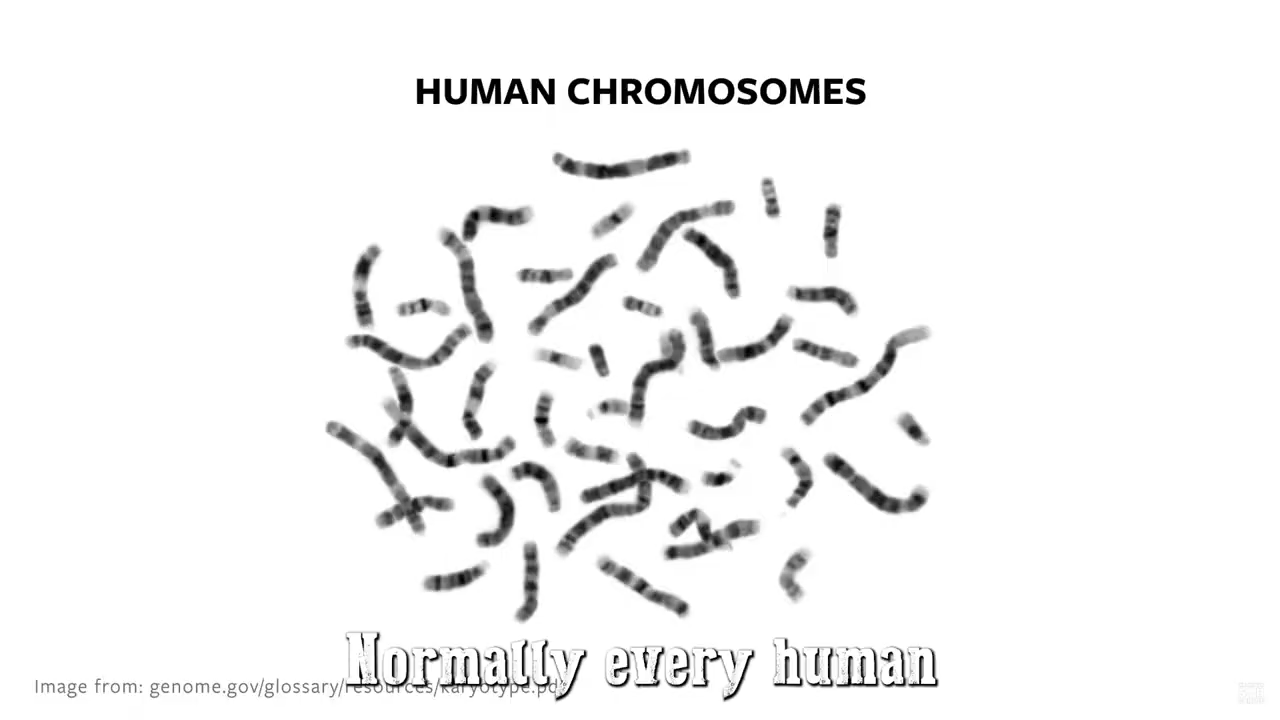 HUMAN CHROMOSOMES
Normally every human
Image from: genome.gov/glossary/resources/karyotype.pdf